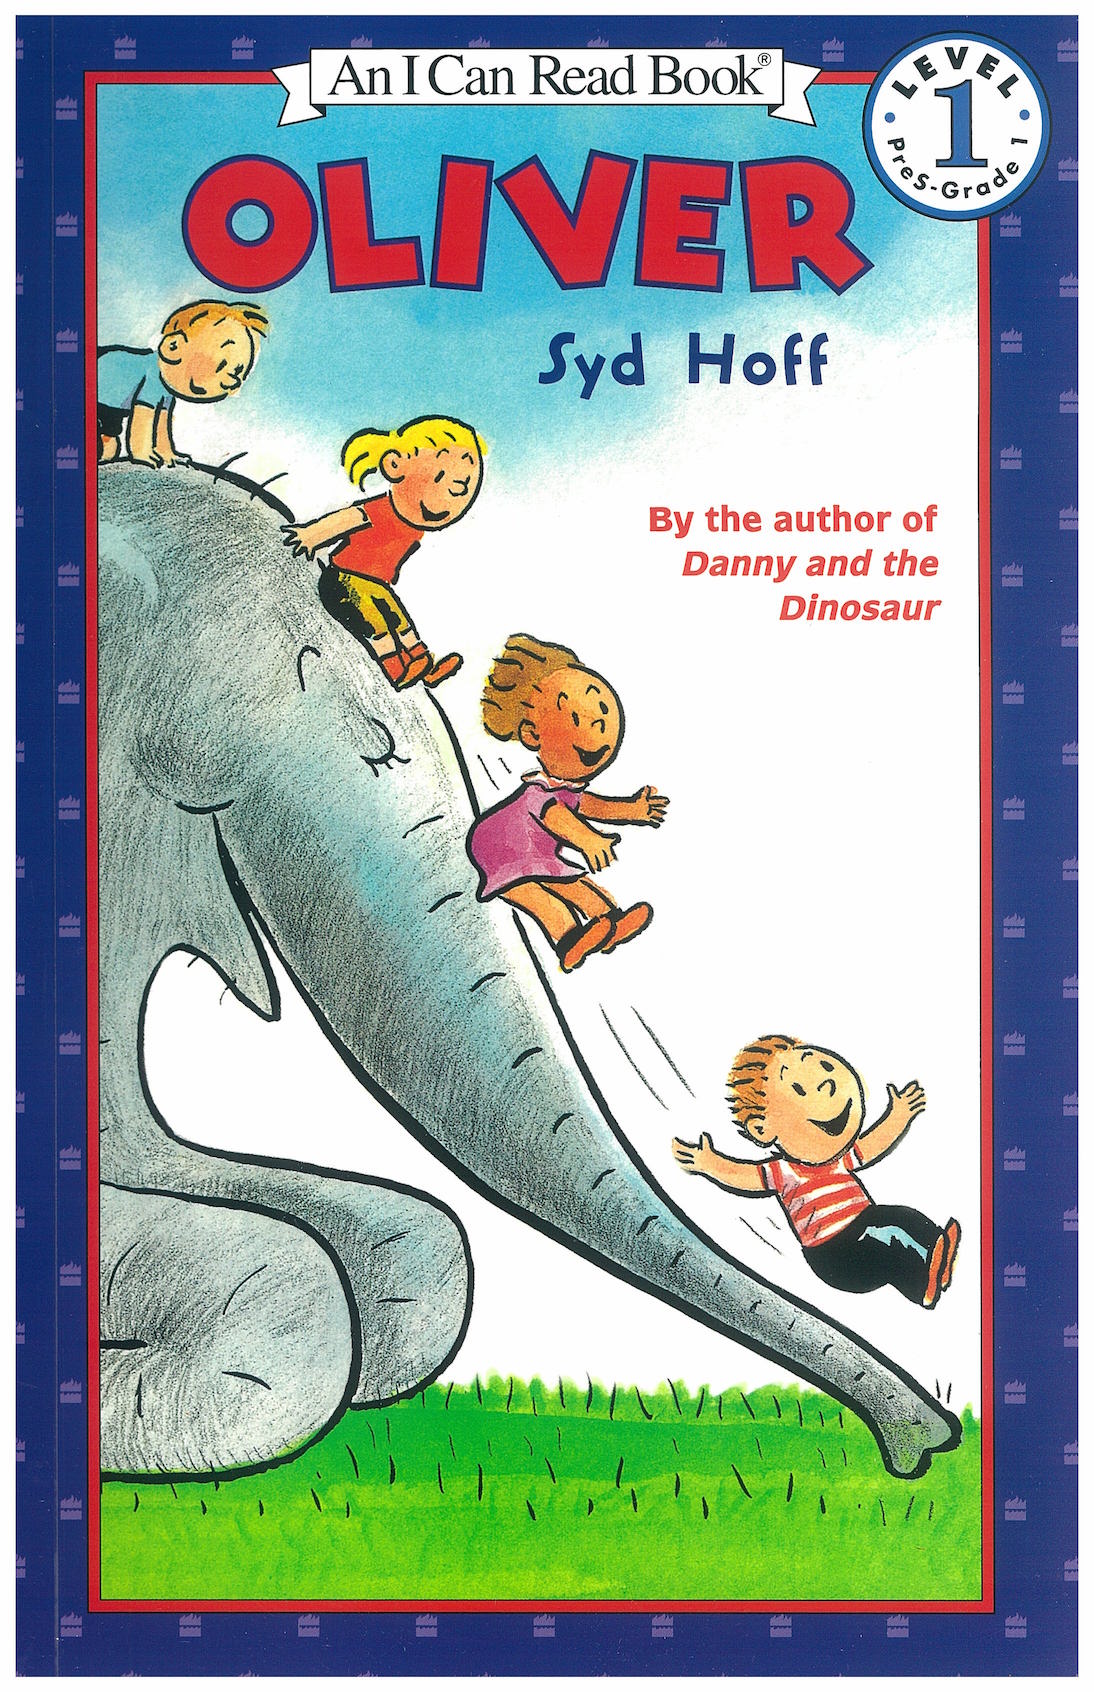 An I Can Read Book®
LEVEL
1
PreS-Grade 1
OLIVER
Syd Hoff
By the author of
Danny and the
Dinosaur